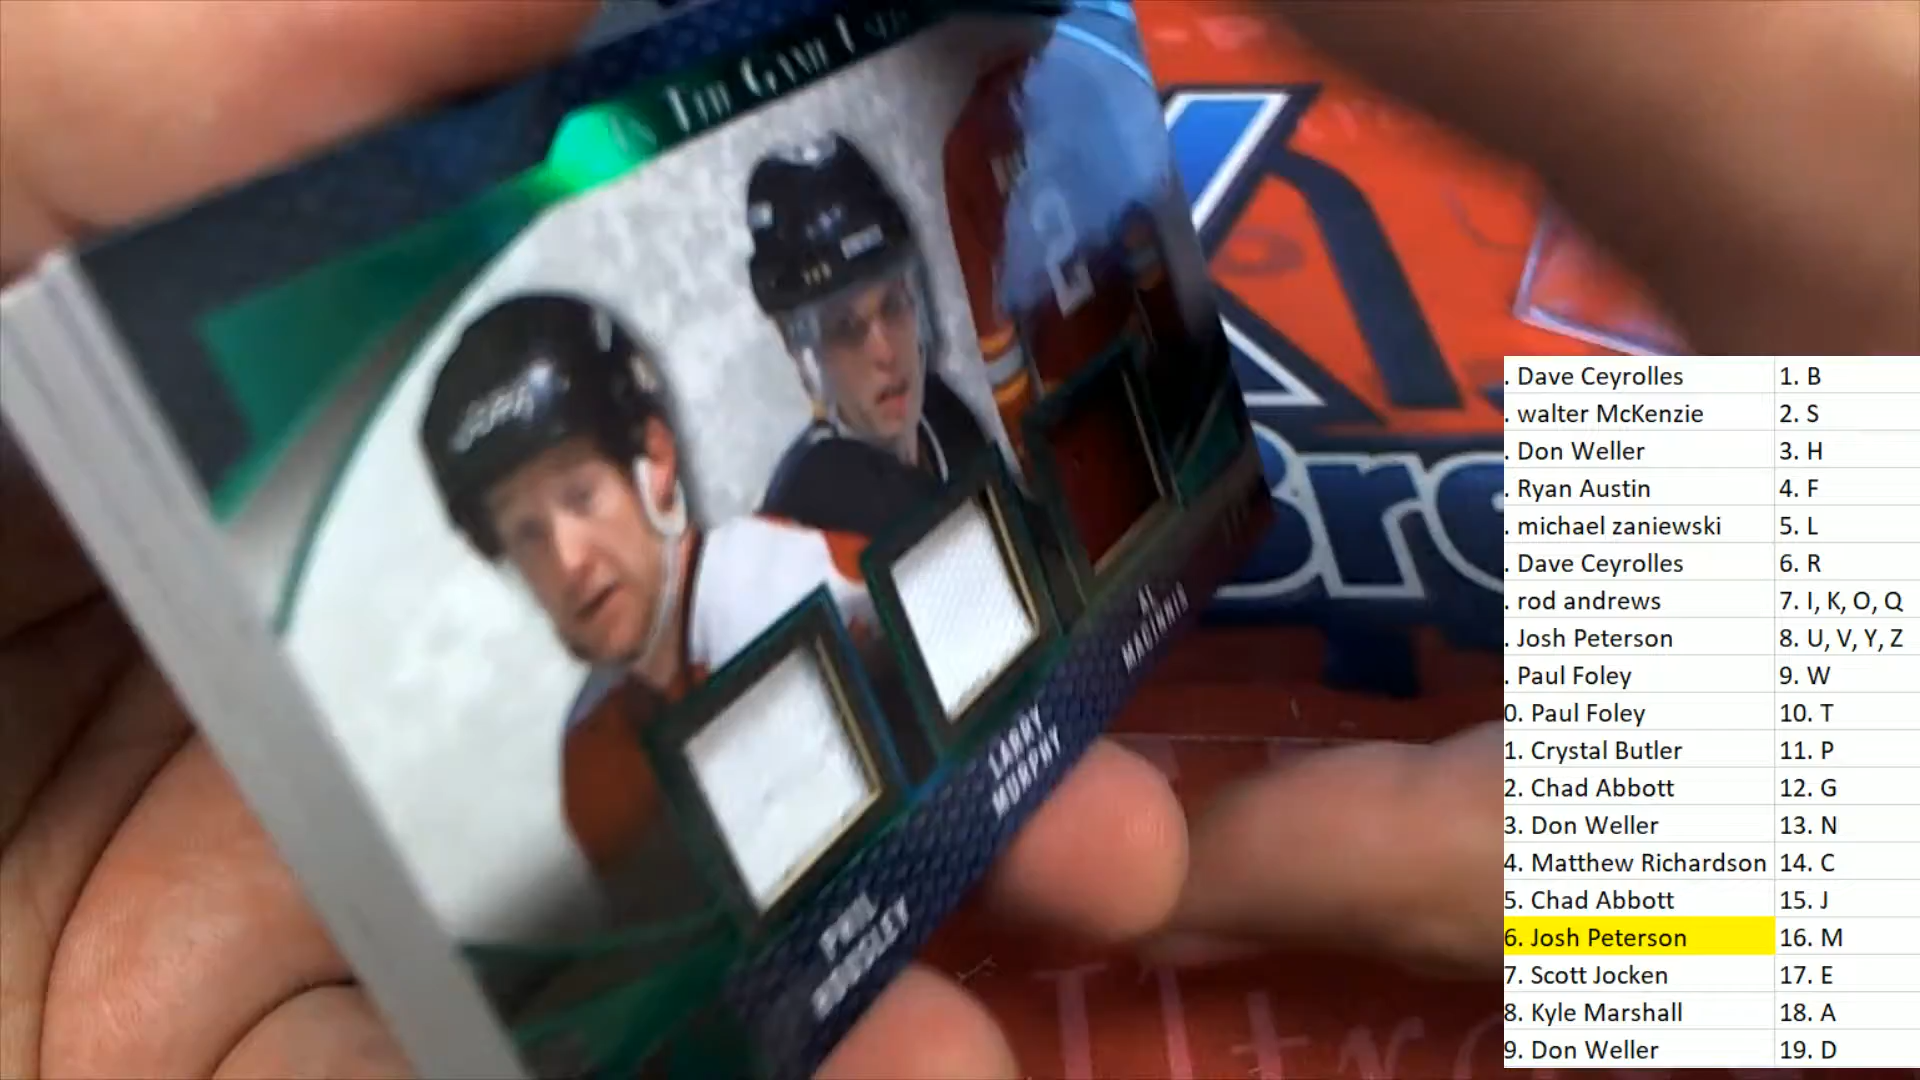 LARRY
MURPHY
AL
MACINNIS
Bre
. Dave Ceyrolles 1. B
. walter McKenzie 2. S
. Don Weller 3. H
. Ryan Austin 4. F
. michael zaniewski 5. L
. Dave Ceyrolles 6. R
. rod andrews 7. I, K, O, Q
. Josh Peterson 8. U, V, Y, Z
. Paul Foley 9. W
0. Paul Foley 10. T
1. Crystal Butler 11. P
2. Chad Abbott 12. G
3. Don Weller 13. N
4. Matthew Richardson 14. C
5. Chad Abbott 15. J
6. Josh Peterson 16. M
7. Scott Jocken 17. E
8. Kyle Marshall 18. A
9. Don Weller 19. D